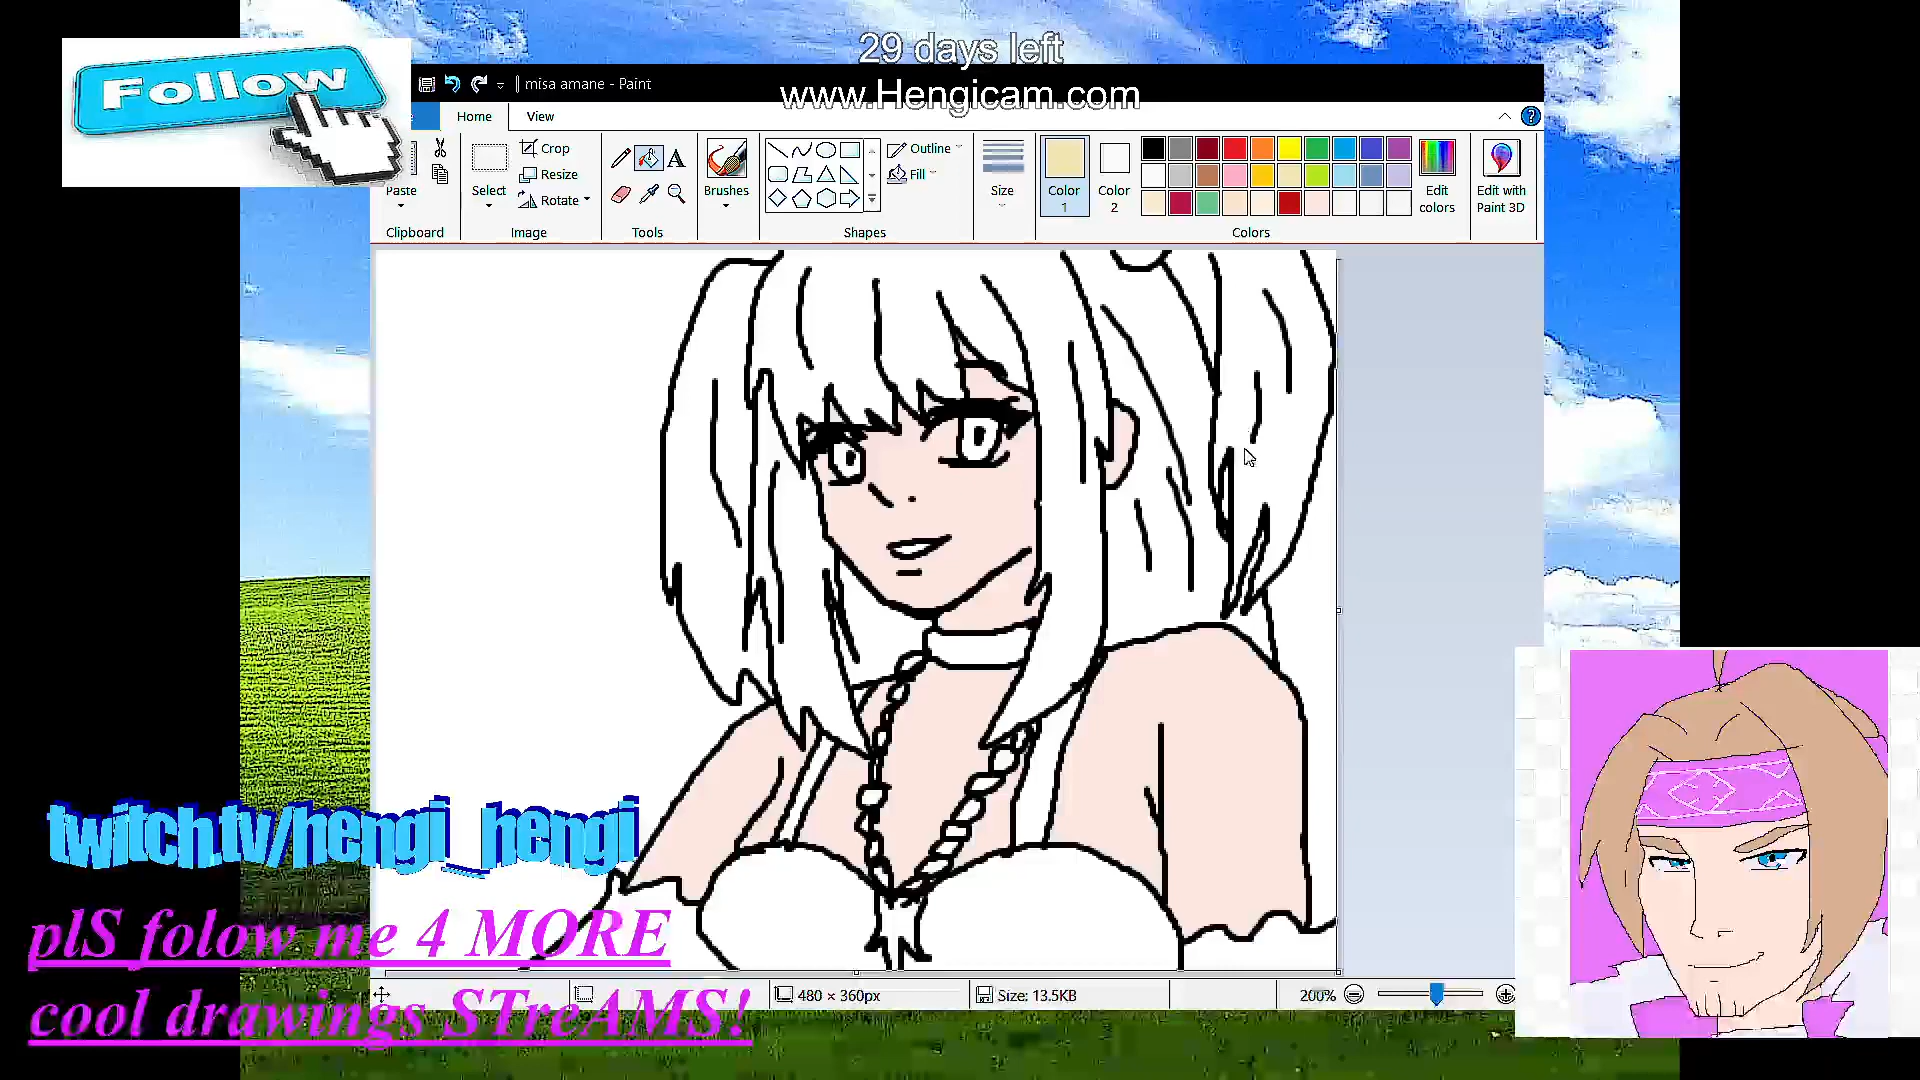 29 days left
Follow
misa amane - Paint
www.Hengicam.com
Home
View
Paste
Clipboard
Select
Crop
Resize
Rotate
Image
A
Tools
Brushes
Outline
Fill
Shapes
Size
Color
1
Color
2
Edit
colors
Edit with
Paint 3D
Colors
twitch.tv/hengi_hengi
plS folow me 4 MORE
cool drawings STreAMS!
480 × 360px
Size: 13.5KB
200%